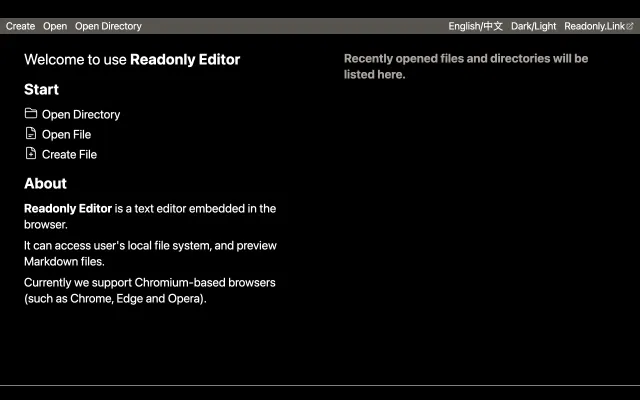 Create Open Open Directory English/中文 Dark/Light Readonly.Link
Welcome to use Readonly Editor
Start
Open Directory
Open File
Create File
About
Readonly Editor is a text editor embedded in the
browser.
It can access user's local file system, and preview
Markdown files.
Currently we support Chromium-based browsers
(such as Chrome, Edge and Opera).
Recently opened files and directories will be
listed here.